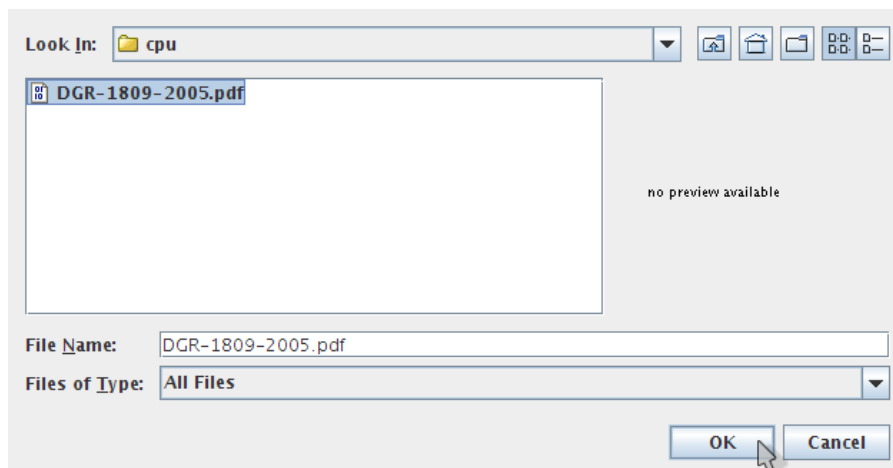 Look In: cpu
DGR-1809-2005.pdf
no preview available
File Name: DGR-1809-2005.pdf
Files of Type: All Files
OK Cancel